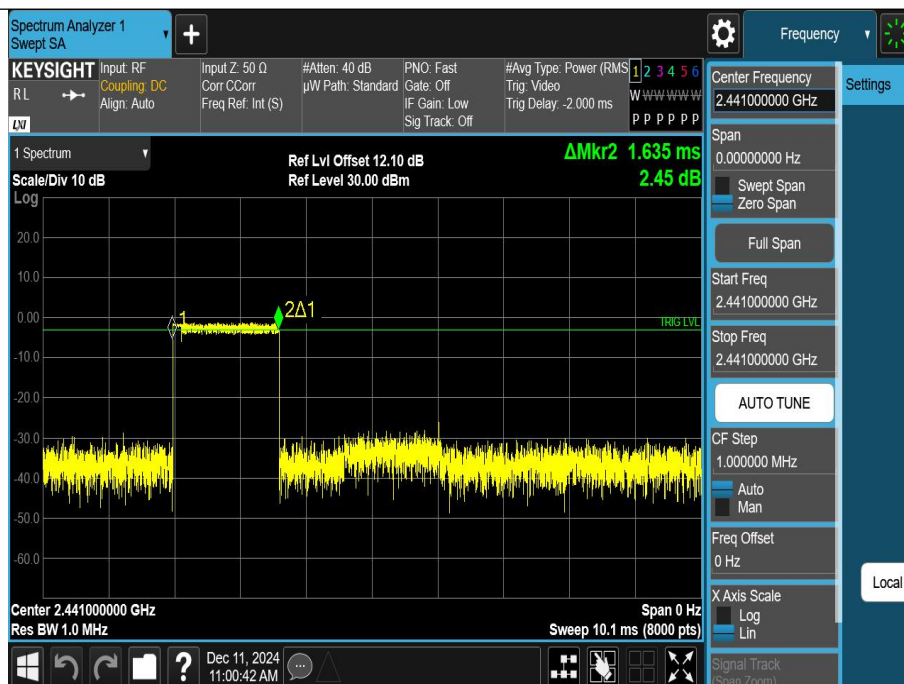 Spectrum Analyzer 1
Swept SA
+
Frequency
KEYSIGHT
R L
LXI
Input: RF
Coupling: DC
Align: Auto
Input Z: 50 Ω
Corr CCorr
Freq Ref: Int (S)
#Atten: 40 dB
µW Path: Standard
PNO: Fast
Gate: Off
IF Gain: Low
Sig Track: Off
#Avg Type: Power (RMS
Trig: Video
Trig Delay: -2.000 ms
1 2 3 4 5 6
W W W W W W
P P P P P P
1 Spectrum
Scale/Div 10 dB
Log
Ref Lvl Offset 12.10 dB
Ref Level 30.00 dBm
ΔMkr2 1.635 ms
2.45 dB
20.0
10.0
0.00
-10.0
-20.0
-30.0
-40.0
-50.0
-60.0
1
2Δ1
TRIG LVL
Center 2.441000000 GHz
Res BW 1.0 MHz
Span 0 Hz
Sweep 10.1 ms (8000 pts)
?
Dec 11, 2024
11:00:42 AM
Center Frequency
2.441000000 GHz
Span
0.00000000 Hz
Swept Span
Zero Span
Full Span
Start Freq
2.441000000 GHz
Stop Freq
2.441000000 GHz
AUTO TUNE
CF Step
1.000000 MHz
Auto
Man
Freq Offset
0 Hz
X Axis Scale
Log
Lin
Signal Track
(Span Zoom)
Settings
Local